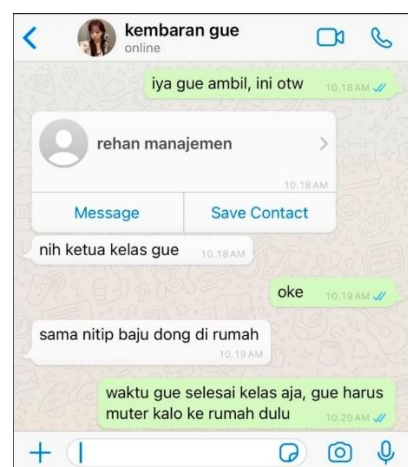 kembaran gue
online
iya gue ambil, ini otw 10.18 AM
rehan manajemen
10.18 AM
Message Save Contact
nih ketua kelas gue 10.18 AM
oke 10.19 AM
sama nitip baju dong di rumah
10.19 AM
waktu gue selesai kelas aja, gue harus
muter kalo ke rumah dulu 10.20 AM